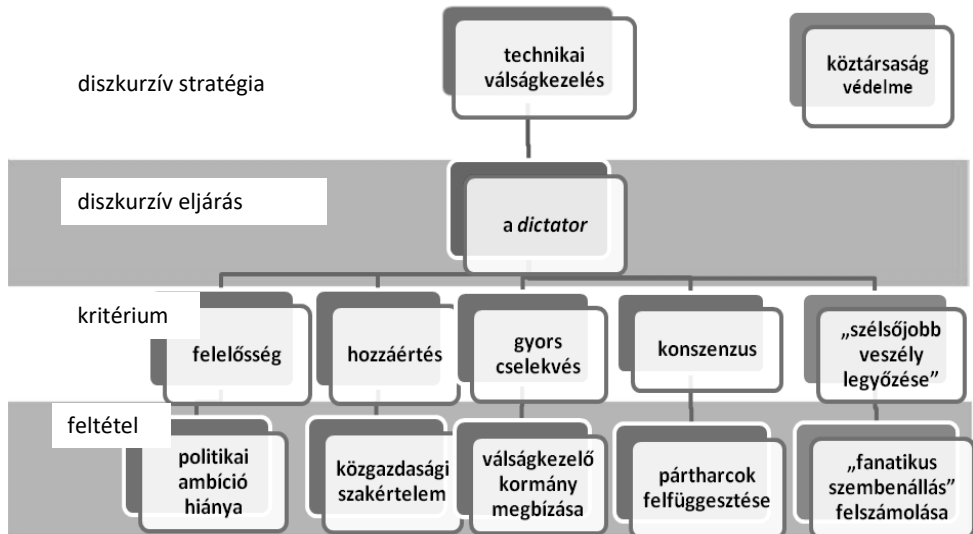 diszkurzív stratégia
technikai
válságkezelés
köztársaság
védelme
diszkurzív eljárás
a dictator
kritérium
felelősség
hozzáértés
gyors
cselekvés
konszenzus
„szélsőjobb
veszély
legyőzése”
feltétel
politikai
ambíció
hiánya
közgazdasági
szakértelem
válságkezelő
kormány
megbízása
pártharcok
felfüggesztése
„fanatikus
szembenállás”
felszámolása